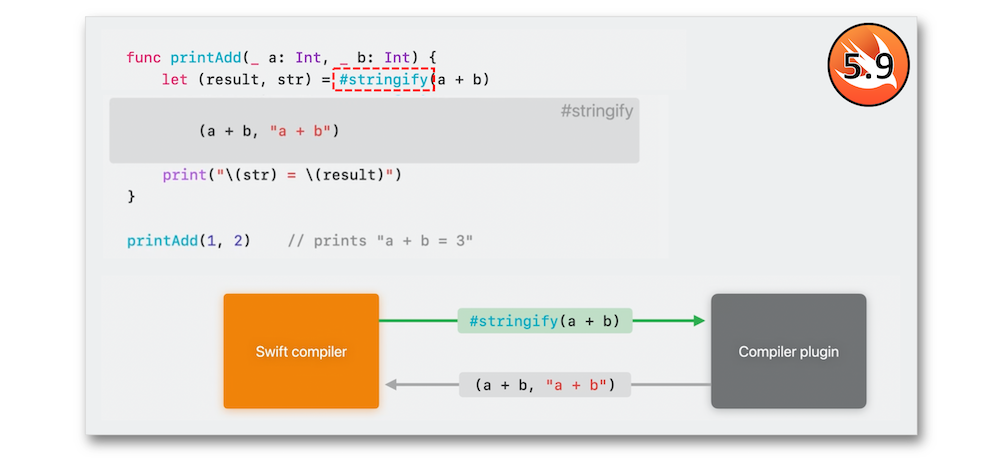 func printAdd(_ a: Int, _ b: Int) {
let (result, str) = #stringify(a + b)
5.9
#stringify
(a + b, "a + b")
print("\(str) = \(result)")
}
printAdd(1, 2)    // prints "a + b = 3"
#stringify(a + b)
Swift compiler
Compiler plugin
(a + b, "a + b")